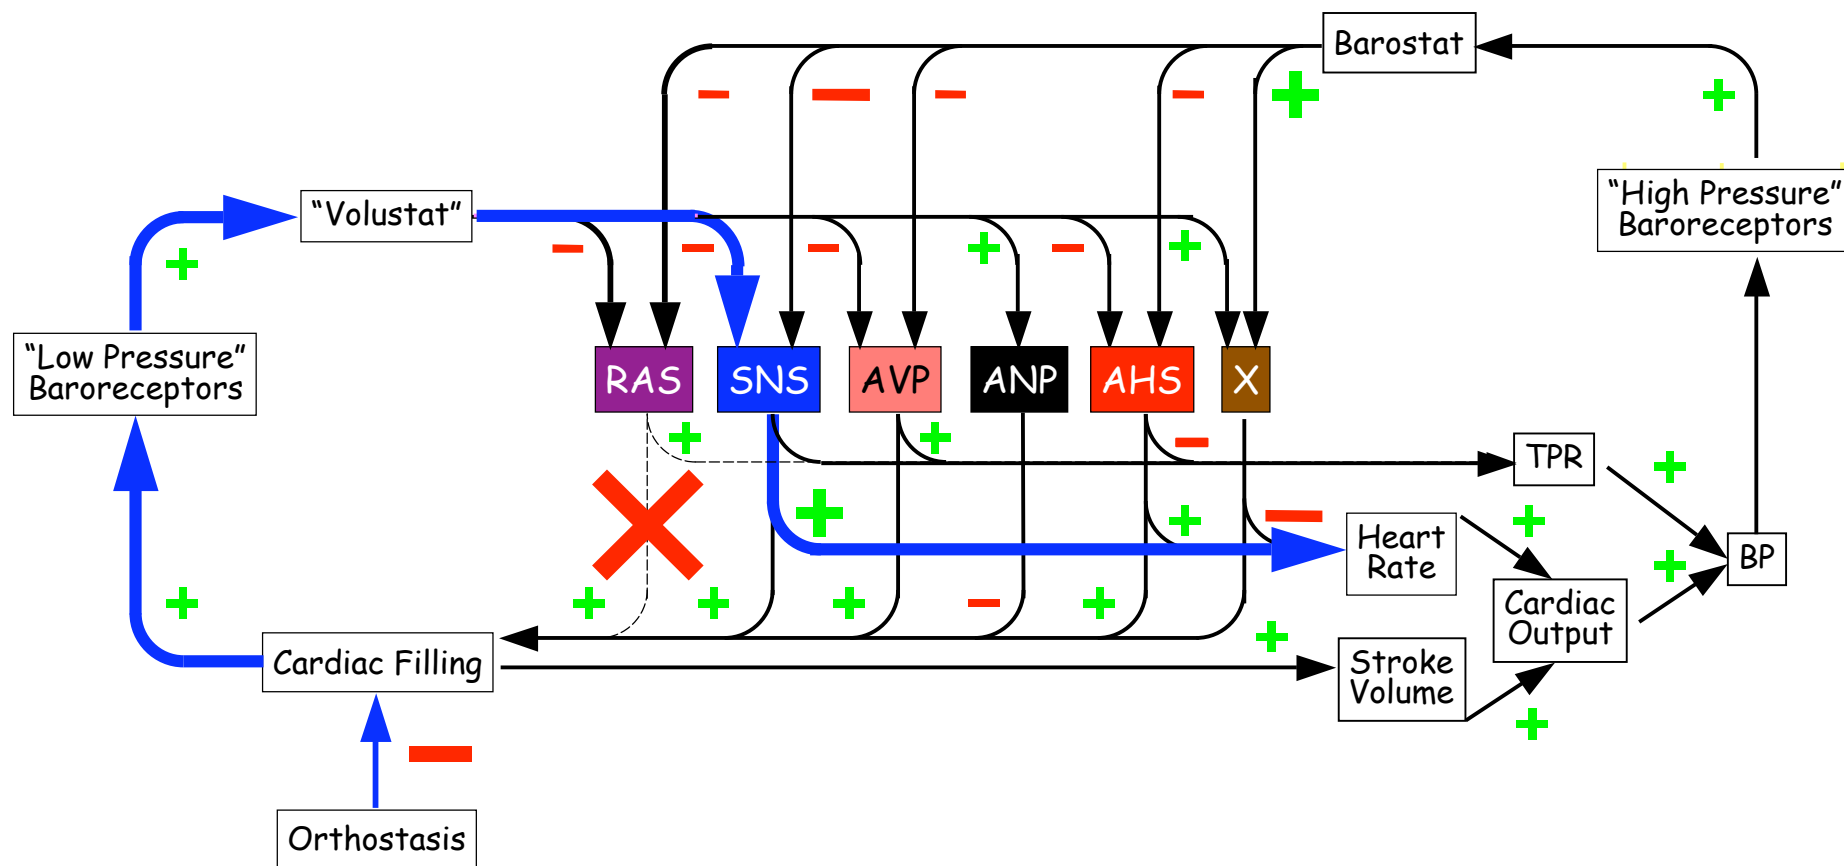 Barostat
“High Pressure”
Baroreceptors
“Volustat”
“Low Pressure”
Baroreceptors
RAS
SNS
AVP
ANP
AHS
X
TPR
Heart
Rate
BP
Cardiac
Output
Cardiac Filling
Stroke
Volume
Orthostasis